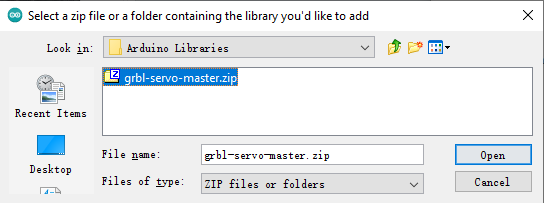 Select a zip file or a folder containing the library you'd like to add
Look in: Arduino Libraries
grbl-servo-master.zip
Recent Items
Desktop
File name: grbl-servo-master.zip
Open
Files of type: ZIP files or folders
Cancel